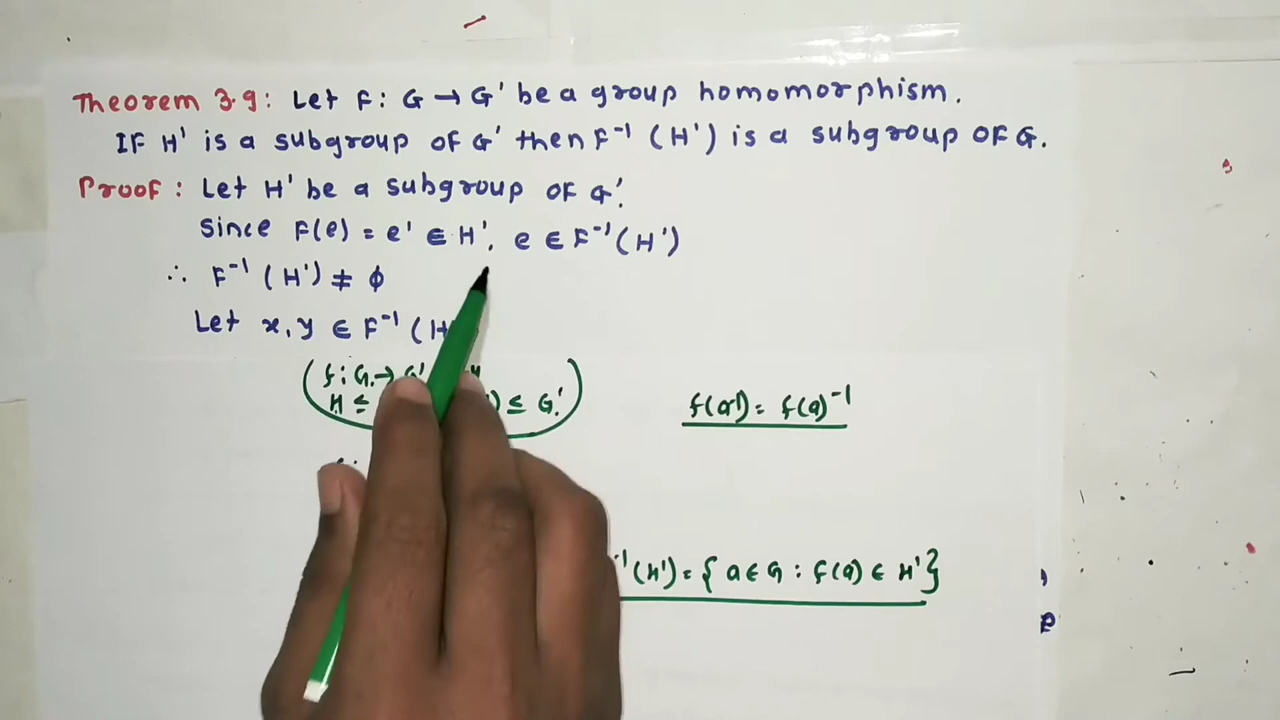 Theorem 3.9: Let F: G → G' be a group homomorphism.
If H' is a subgroup of G' then F⁻¹ (H') is a subgroup of G.
Proof: Let H' be a subgroup of G'.
Since F(e) = e' ∈ H', e ∈ F⁻¹(H')
∴ F⁻¹ (H') ≠ ϕ
Let x, y ∈ F⁻¹ (H
(f: G → G'
H ≤ ) ≤ G'.)
f(a⁻¹) = f(a)⁻¹
⁻¹(H') = { a ∈ G : f(a) ∈ H' }